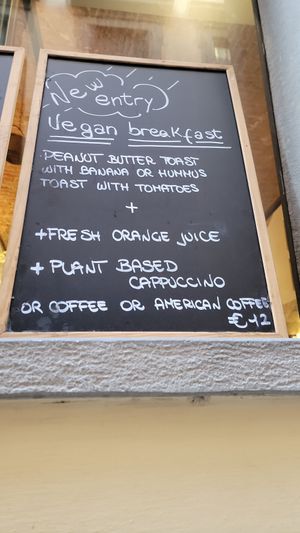 New entry
Vegan breakfast
• PEANUT BUTTER TOAST
WITH BANANA OR HUMMUS
TOAST WITH TOMATOES
+
+ FRESH ORANGE JUICE
+ PLANT BASED
CAPPUCCINO
OR COFFEE OR AMERICAN COFFEE
€ 12